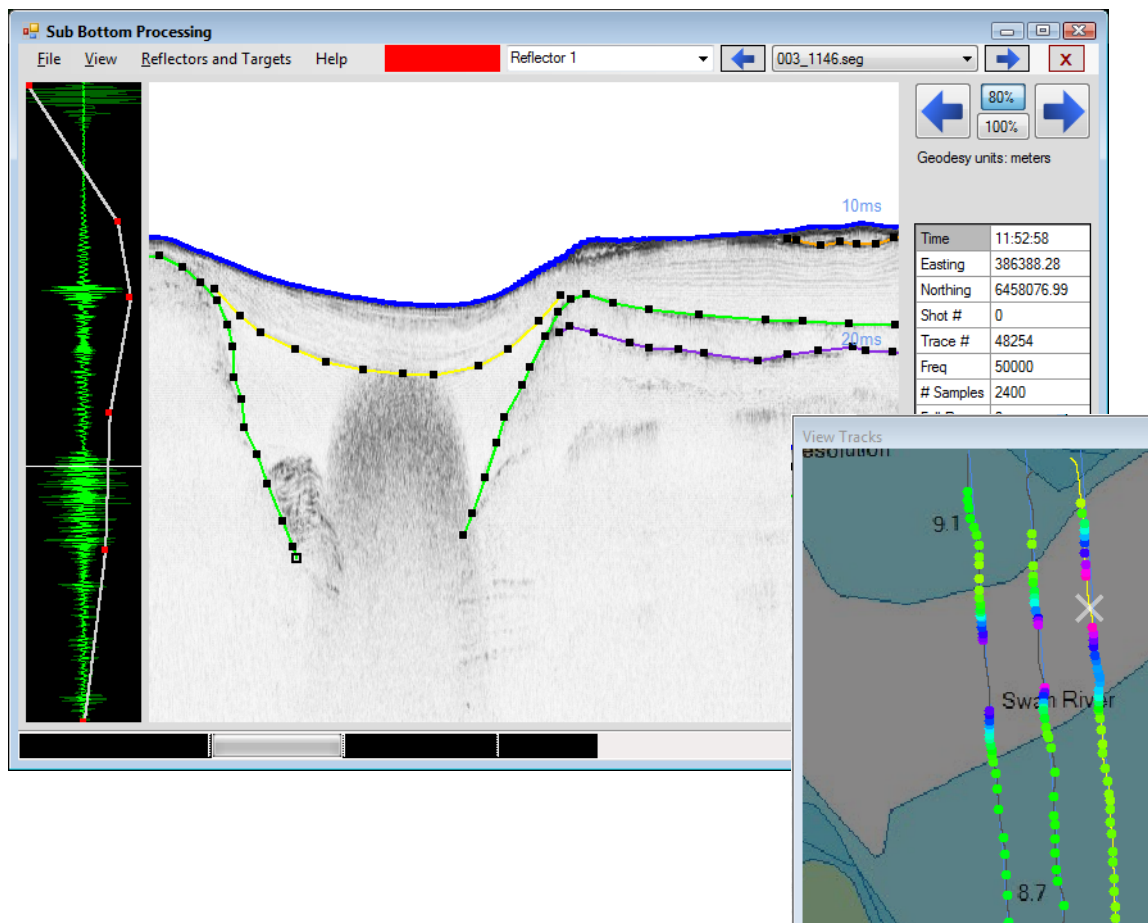 Sub Bottom Processing
File View Reflectors and Targets Help Reflector 1 003_1146.seg X
80%
100%
Geodesy units: meters
10ms
20ms
Time 11:52:58
Easting 386388.28
Northing 6458076.99
Shot # 0
Trace # 48254
Freq 50000
# Samples 2400
View Tracks
9.1
Swan River
8.7